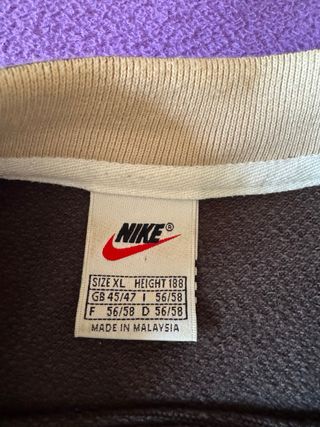 NIKE®
SIZE XL HEIGHT 188
GB 45/47 I 56/58
F 56/58 D 56/58
MADE IN MALAYSIA